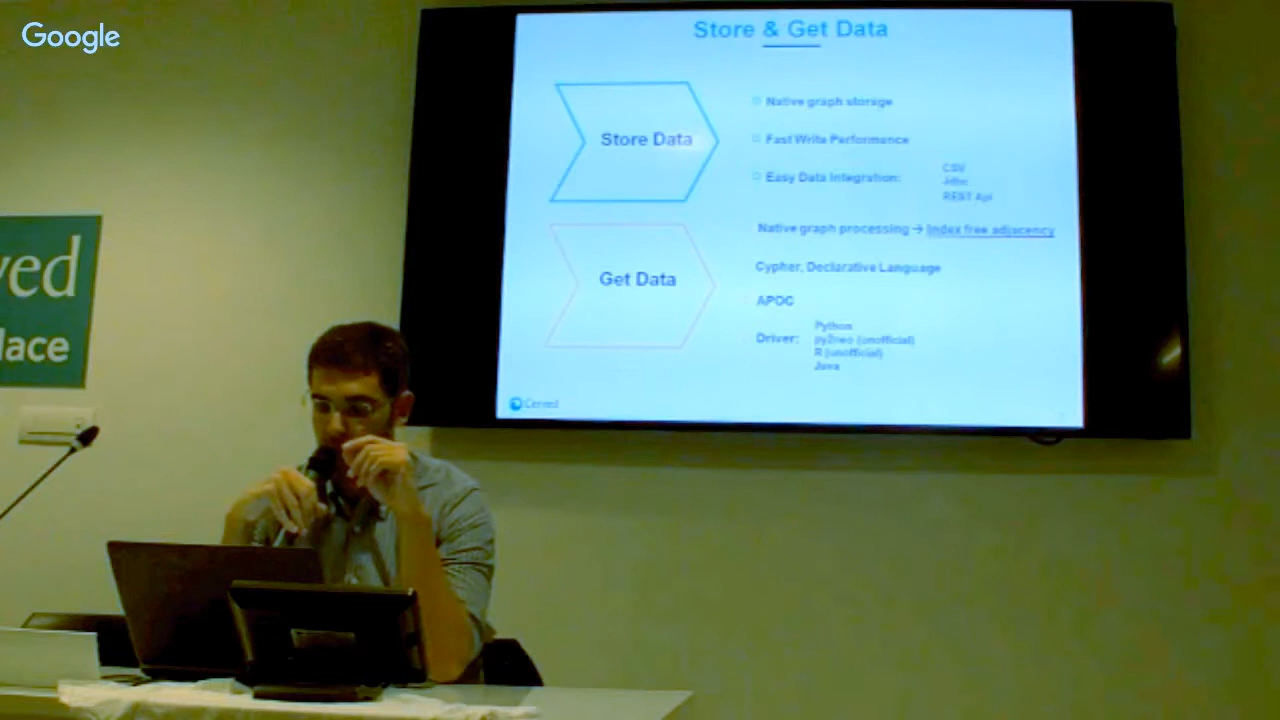 Google
Store & Get Data
Store Data
Native graph storage
Fast Write Performance
Easy Data Integration:
CSV
Jdbc
REST Api
Get Data
Native graph processing → Index free adjacency
Cypher, Declarative Language
APOC
Driver:
Python
py2neo (unofficial)
R (unofficial)
Java
Cerved
ved
lace